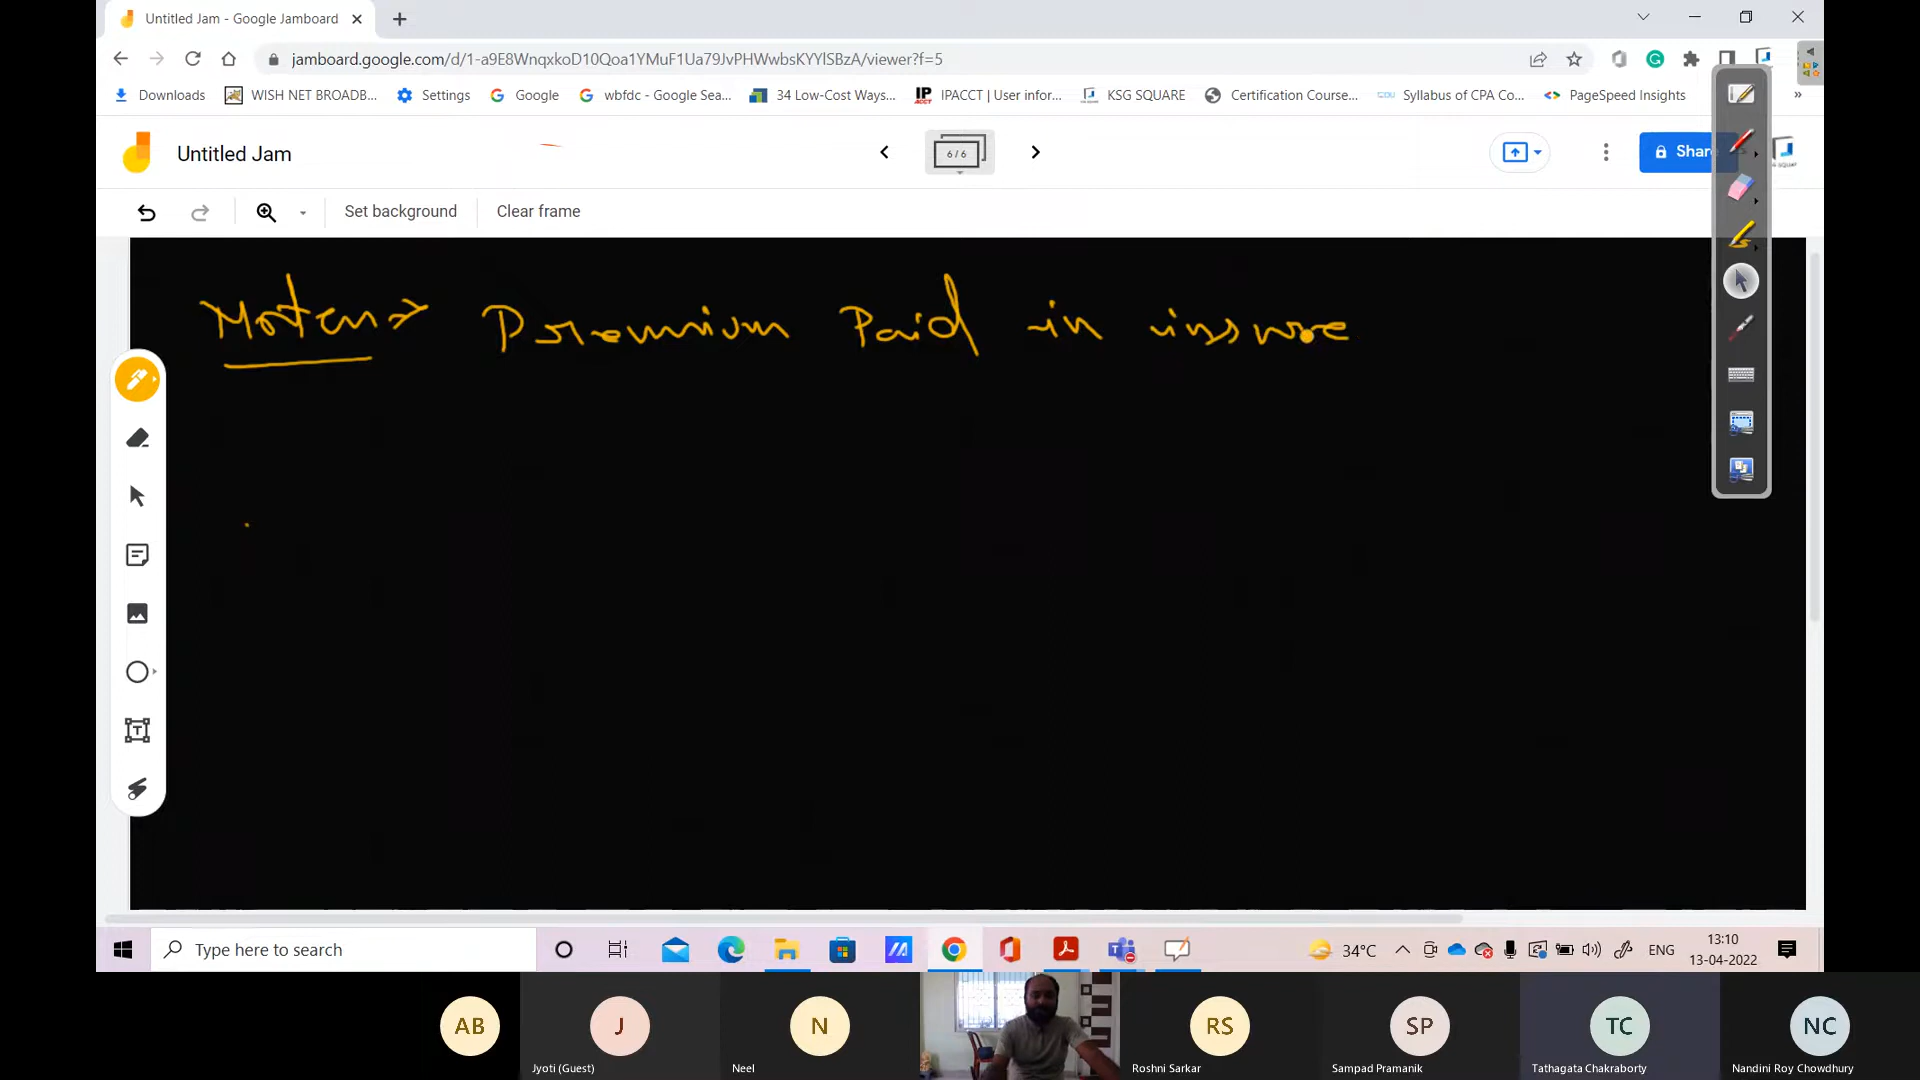 Untitled Jam - Google Jamboard
jamboard.google.com/d/1-a9E8WnqxkoD10Qoa1YMuF1Ua79JvPHWwbsKYYlSBzA/viewer?f=5
Downloads WISH NET BROADB... Settings Google wbfdc - Google Sea... 34 Low-Cost Ways... IP IPACCT | User infor... KSG SQUARE Certification Course... Syllabus of CPA Co... PageSpeed Insights »
Untitled Jam 6 / 6 Share
Set background Clear frame
Premium Paid in insure
Type here to search 34°C ENG 13:10
13-04-2022
AB J N RS SP TC NC
Jyoti (Guest) Neel Roshni Sarkar Sampad Pramanik Tathagata Chakraborty Nandini Roy Chowdhury